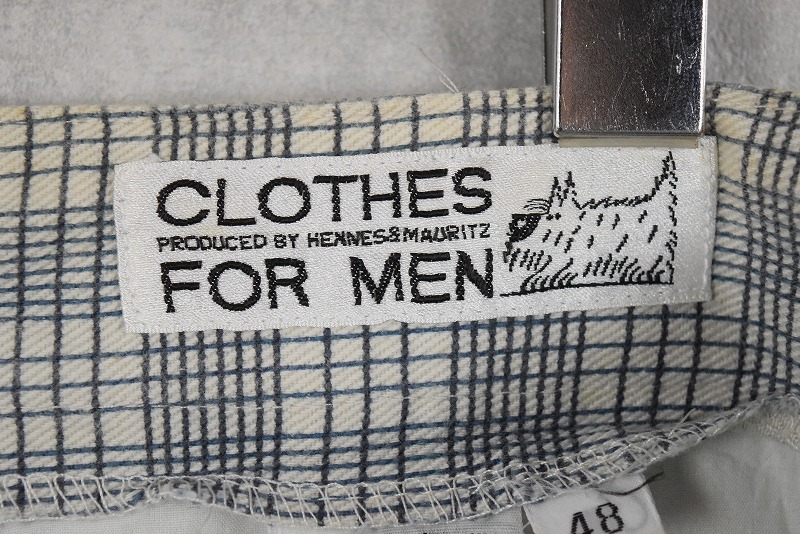 CLOTHES
PRODUCED BY HENNES&MAURITZ
FOR MEN
48